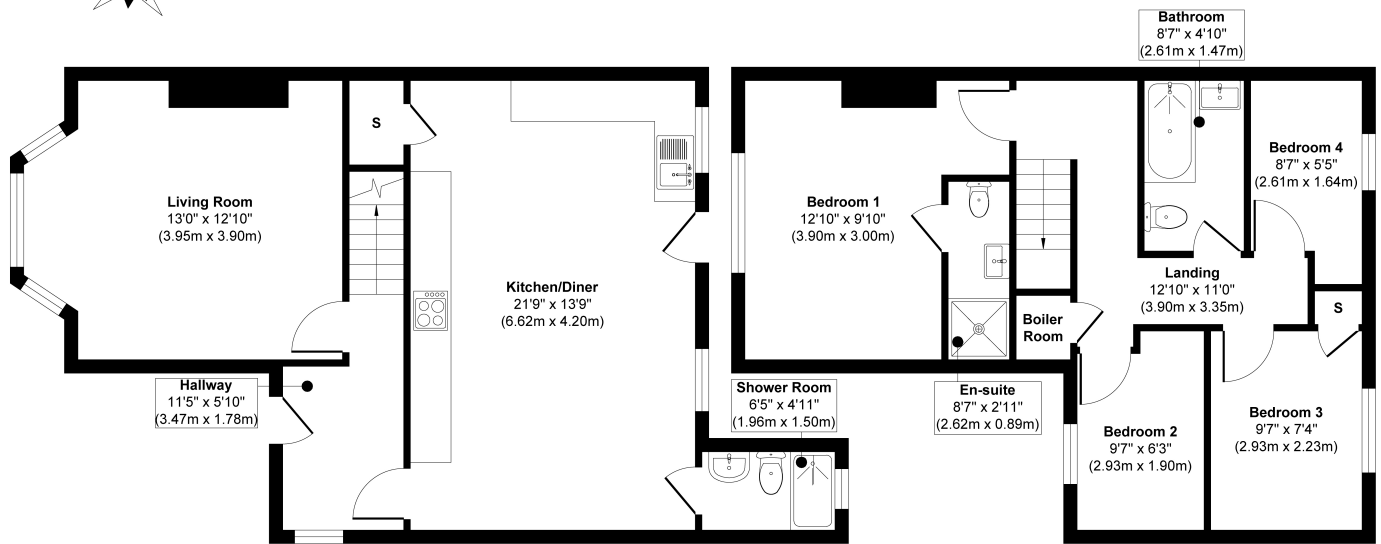 Living Room
13'0" x 12'10"
(3.95m x 3.90m)
S
Kitchen/Diner
21'9" x 13'9"
(6.62m x 4.20m)
Hallway
11'5" x 5'10"
(3.47m x 1.78m)
Shower Room
6'5" x 4'11"
(1.96m x 1.50m)
Bedroom 1
12'10" x 9'10"
(3.90m x 3.00m)
En-suite
8'7" x 2'11"
(2.62m x 0.89m)
Boiler
Room
Bathroom
8'7" x 4'10"
(2.61m x 1.47m)
Bedroom 4
8'7" x 5'5"
(2.61m x 1.64m)
Landing
12'10" x 11'0"
(3.90m x 3.35m)
S
Bedroom 2
9'7" x 6'3"
(2.93m x 1.90m)
Bedroom 3
9'7" x 7'4"
(2.93m x 2.23m)